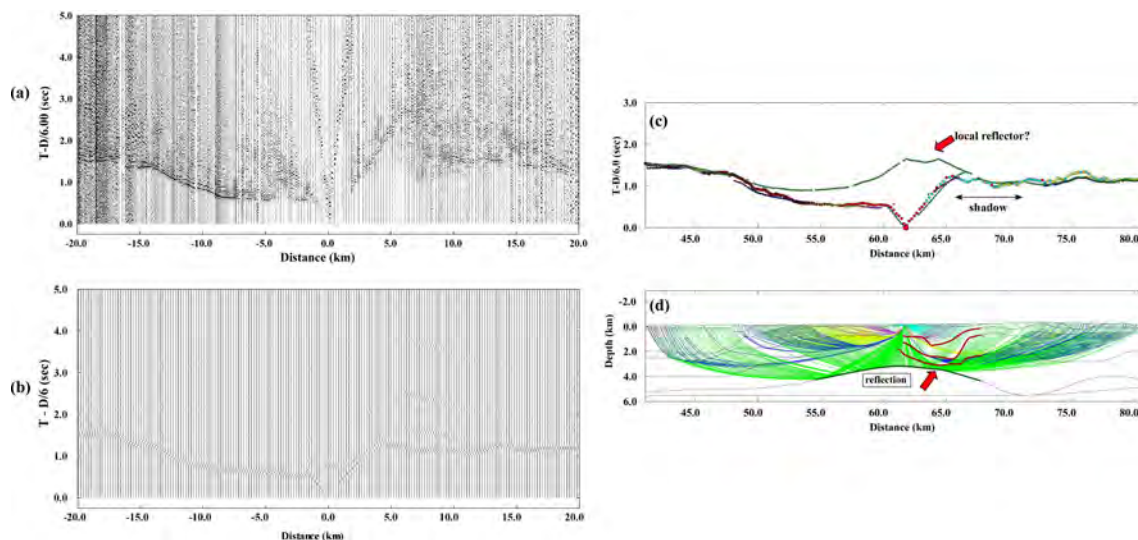 (a)
T-D/6.00 (sec)
5.0
4.0
3.0
2.0
1.0
0.0
-20.0 -15.0 -10.0 -5.0 0.0 5.0 10.0 15.0 20.0
Distance (km)
(b)
T - D/6 (sec)
5.0
4.0
3.0
2.0
1.0
0.0
-20.0 -15.0 -10.0 -5.0 0.0 5.0 10.0 15.0 20.0
Distance (km)
(c)
T-D/6.0 (sec)
3.0
2.0
1.0
0.0
local reflector?
shadow
45.0 50.0 55.0 60.0 65.0 70.0 75.0 80.0
Distance (km)
(d)
Depth (km)
-2.0
0.0
2.0
4.0
6.0
reflection
45.0 50.0 55.0 60.0 65.0 70.0 75.0 80.0
Distance (km)